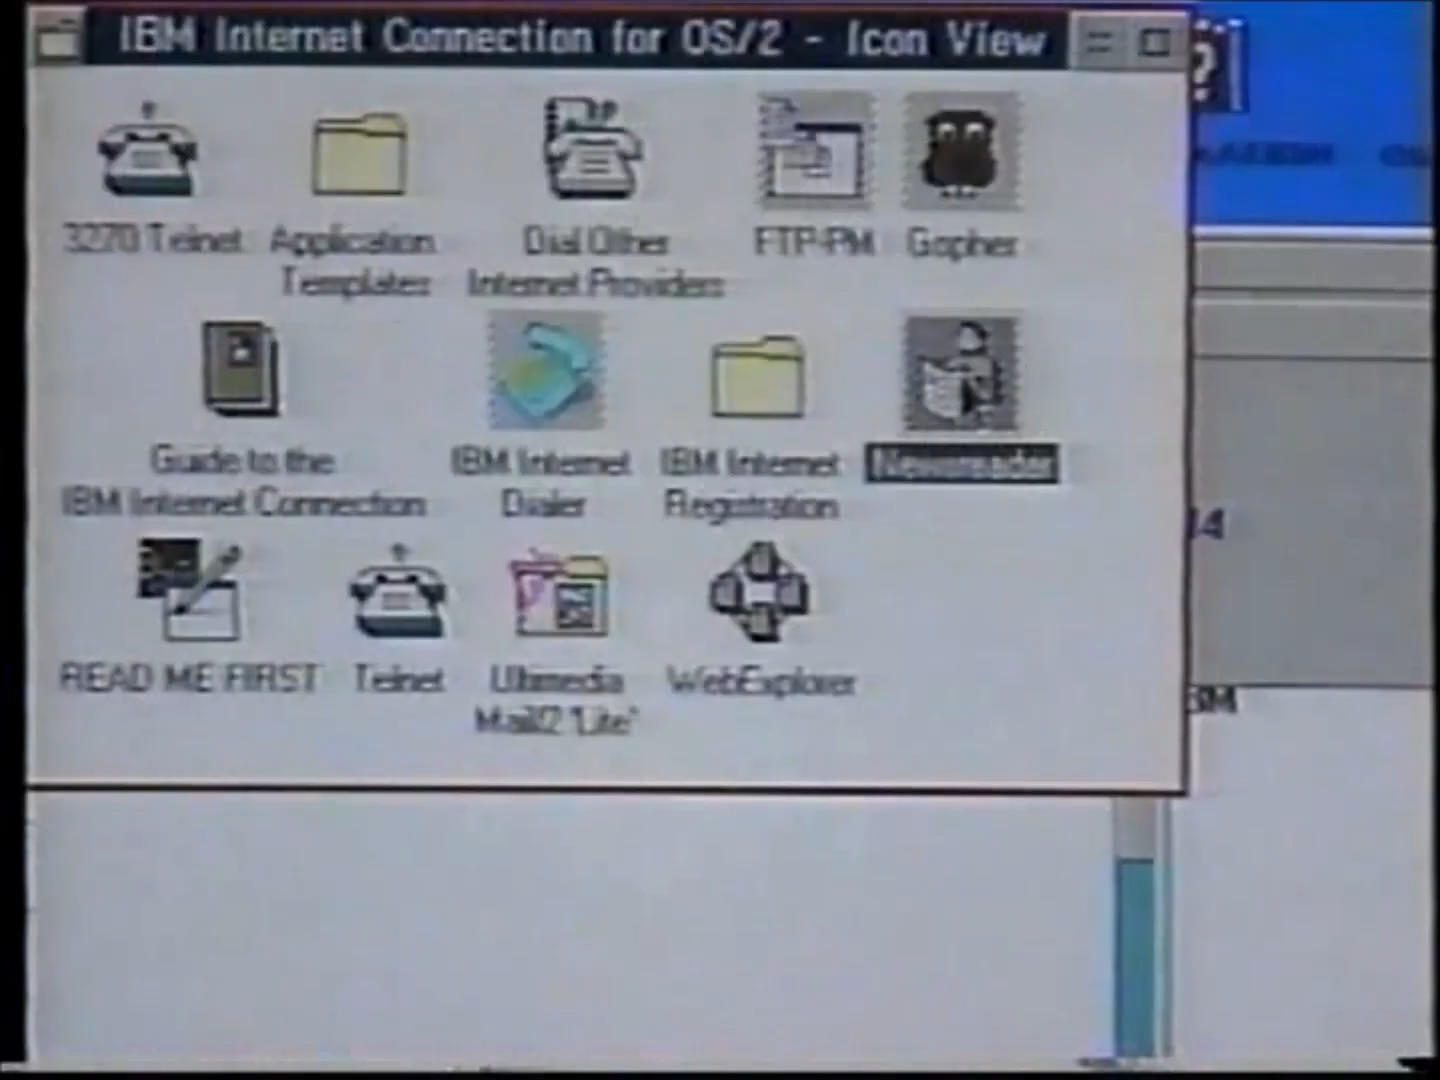 IBM Internet Connection for OS/2 - Icon View
3270 Telnet
Application
Templates
Dial Other
Internet Providers
FTP-PM
Gopher
Guide to the
IBM Internet Connection
IBM Internet
Dialer
IBM Internet
Registration
Newsreader
READ ME FIRST
Telnet
Ultimedia
Mail/2 "Lite"
WebExplorer